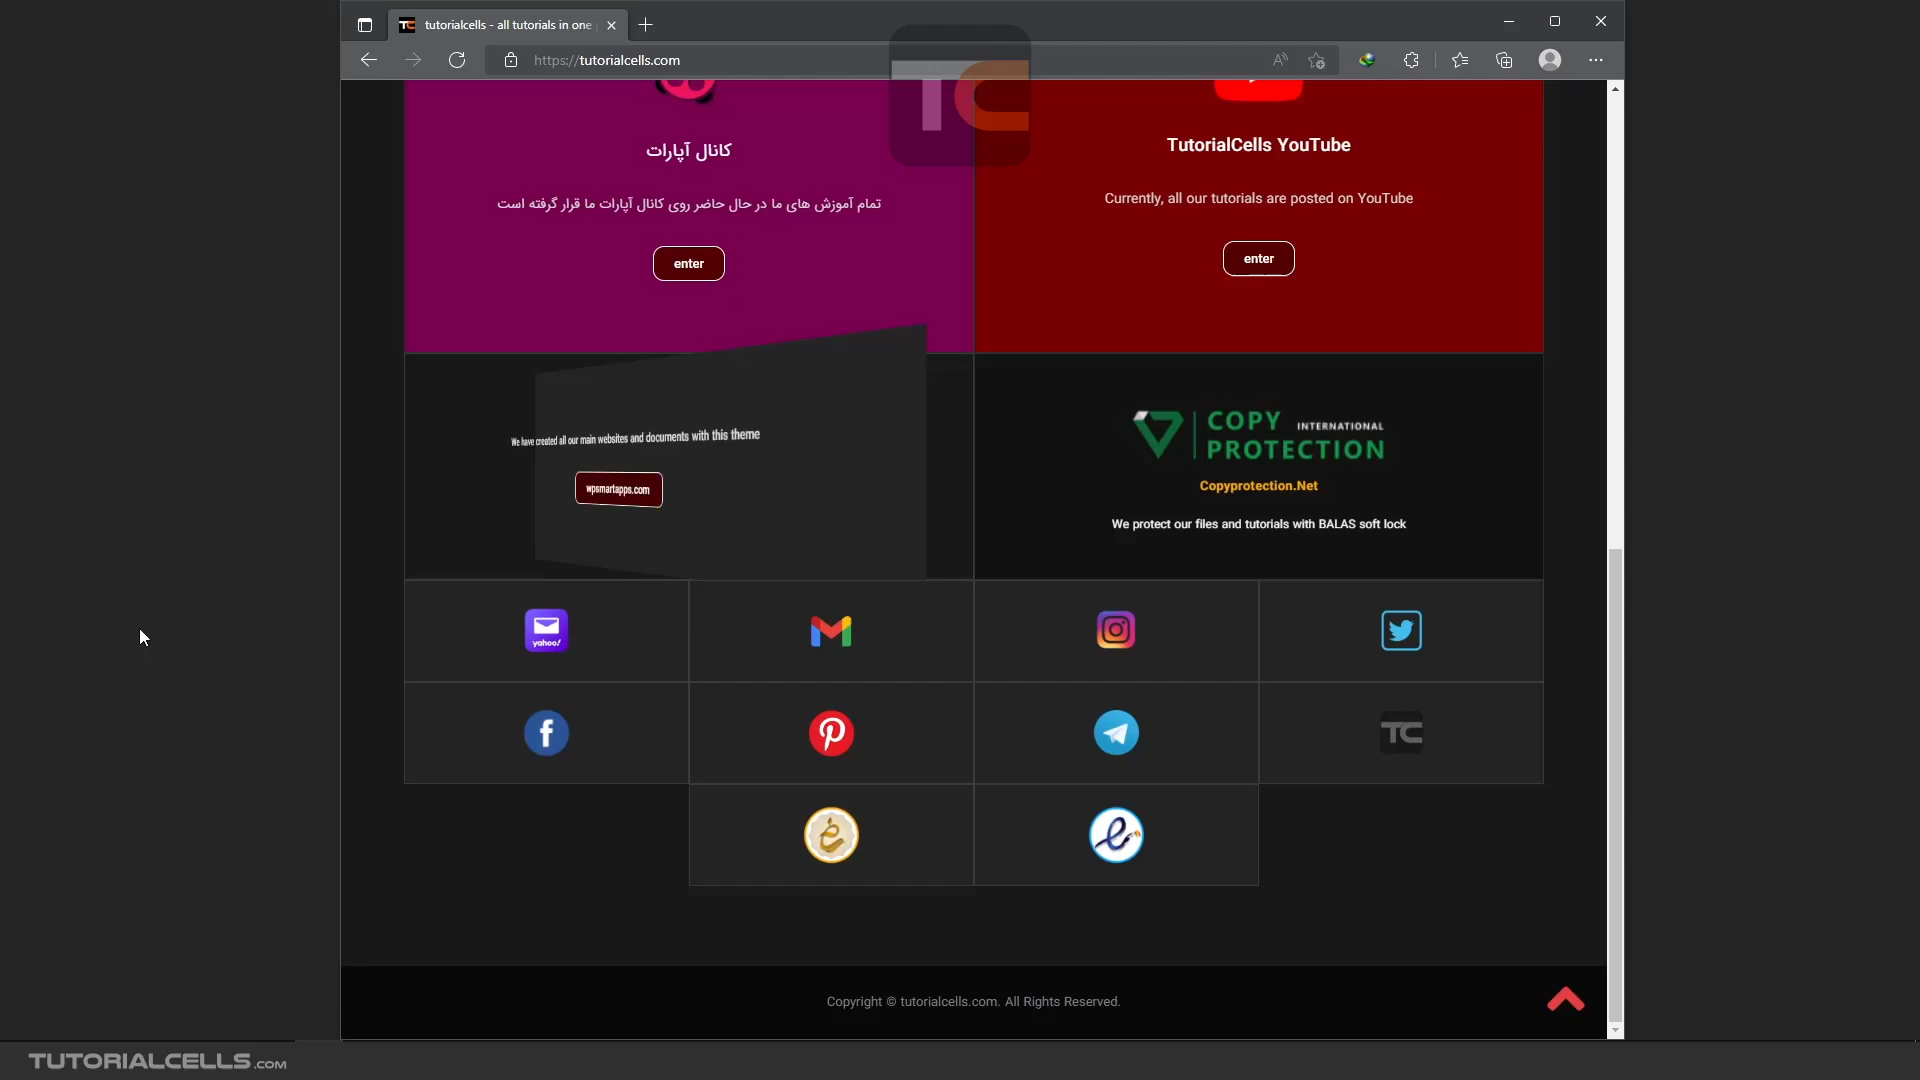 tutorialcells - all tutorials in one
https://tutorialcells.com
TC
کانال آپارات
تمام آموزش های ما در حال حاضر روی کانال آپارات ما قرار گرفته است
enter
TutorialCells YouTube
Currently, all our tutorials are posted on YouTube
enter
We have created all our main websites and documents with this theme
wpsmartapps.com
COPY INTERNATIONAL
PROTECTION
Copyprotection.Net
We protect our files and tutorials with BALAS soft lock
yahoo!
TC
Copyright © tutorialcells.com. All Rights Reserved.
TUTORIALCELLS.COM